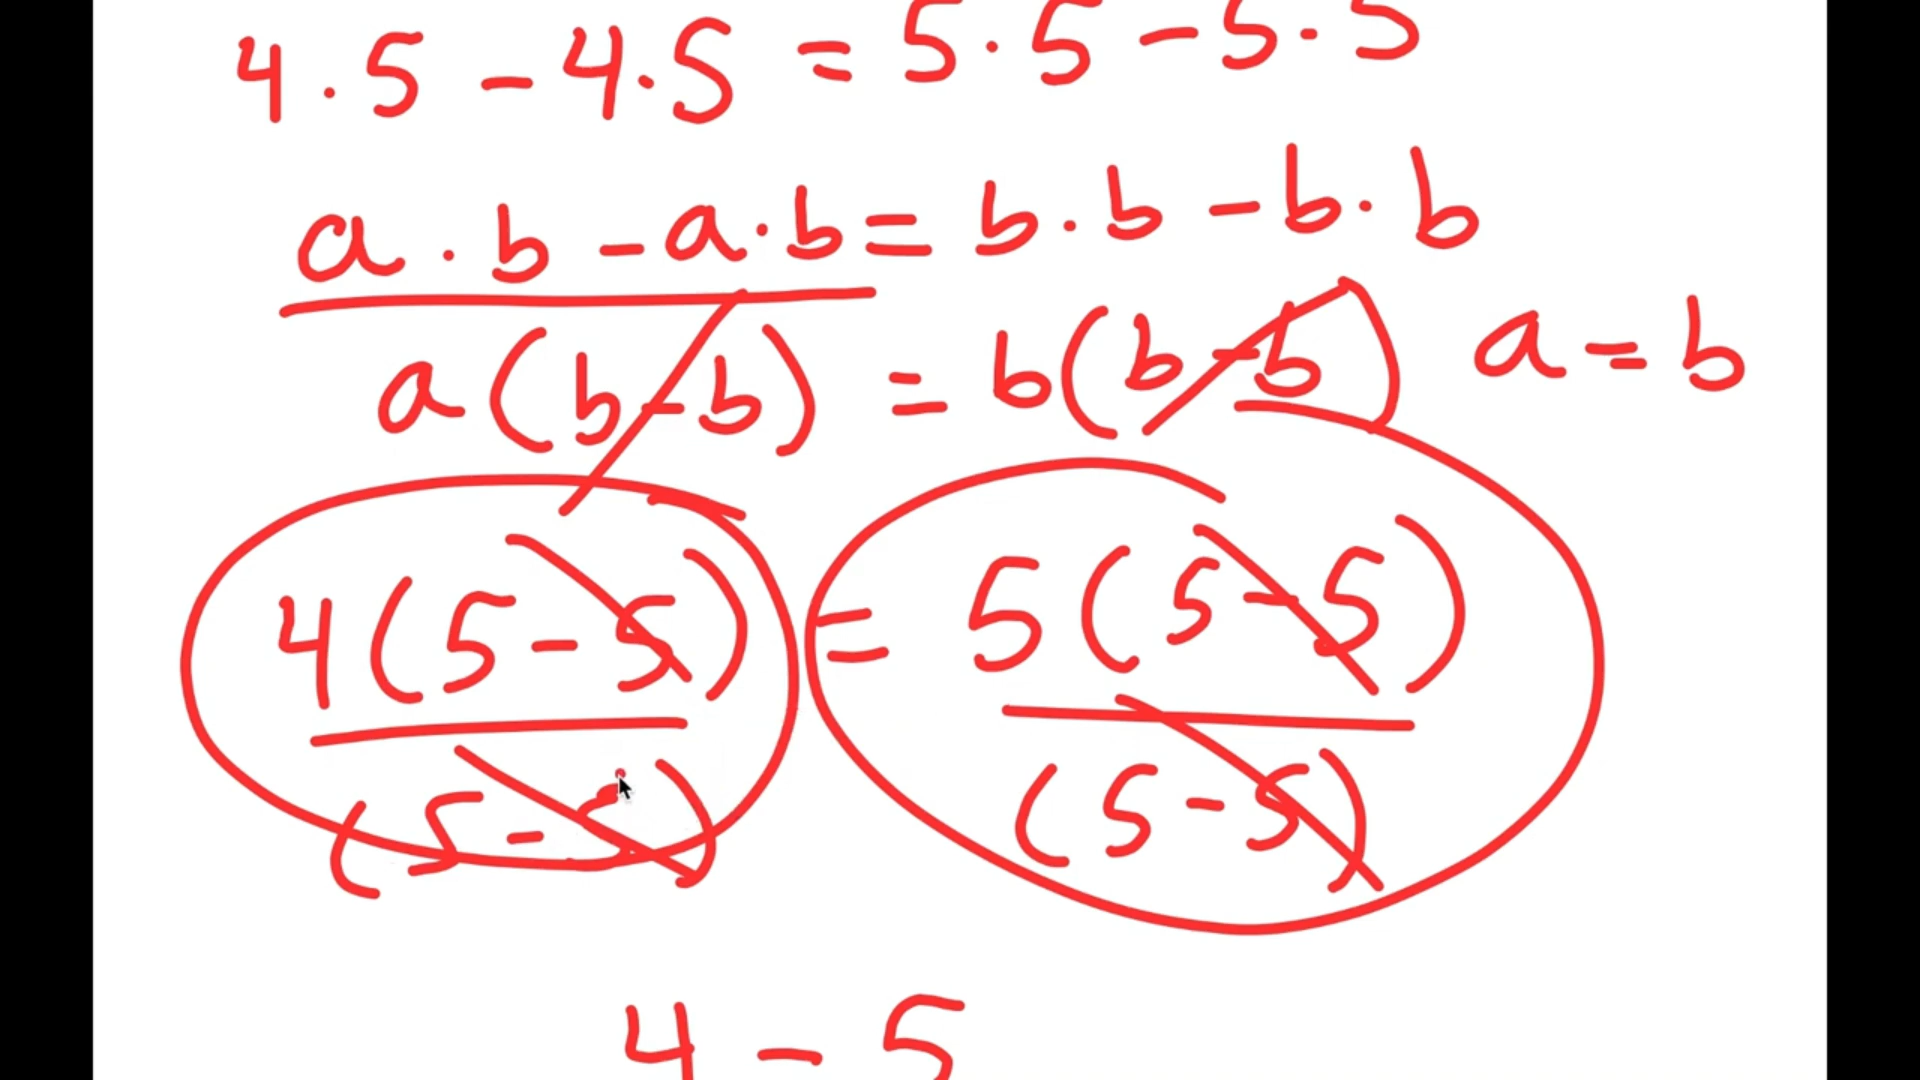 4 · 5 - 4 · 5 = 5 · 5 - 5 · 5
a · b - a · b = b · b - b · b
a(b - b) = b(b - b) a = b
4(5 - 5) = 5(5 - 5)
(5 - 5) (5 - 5)
4 - 5